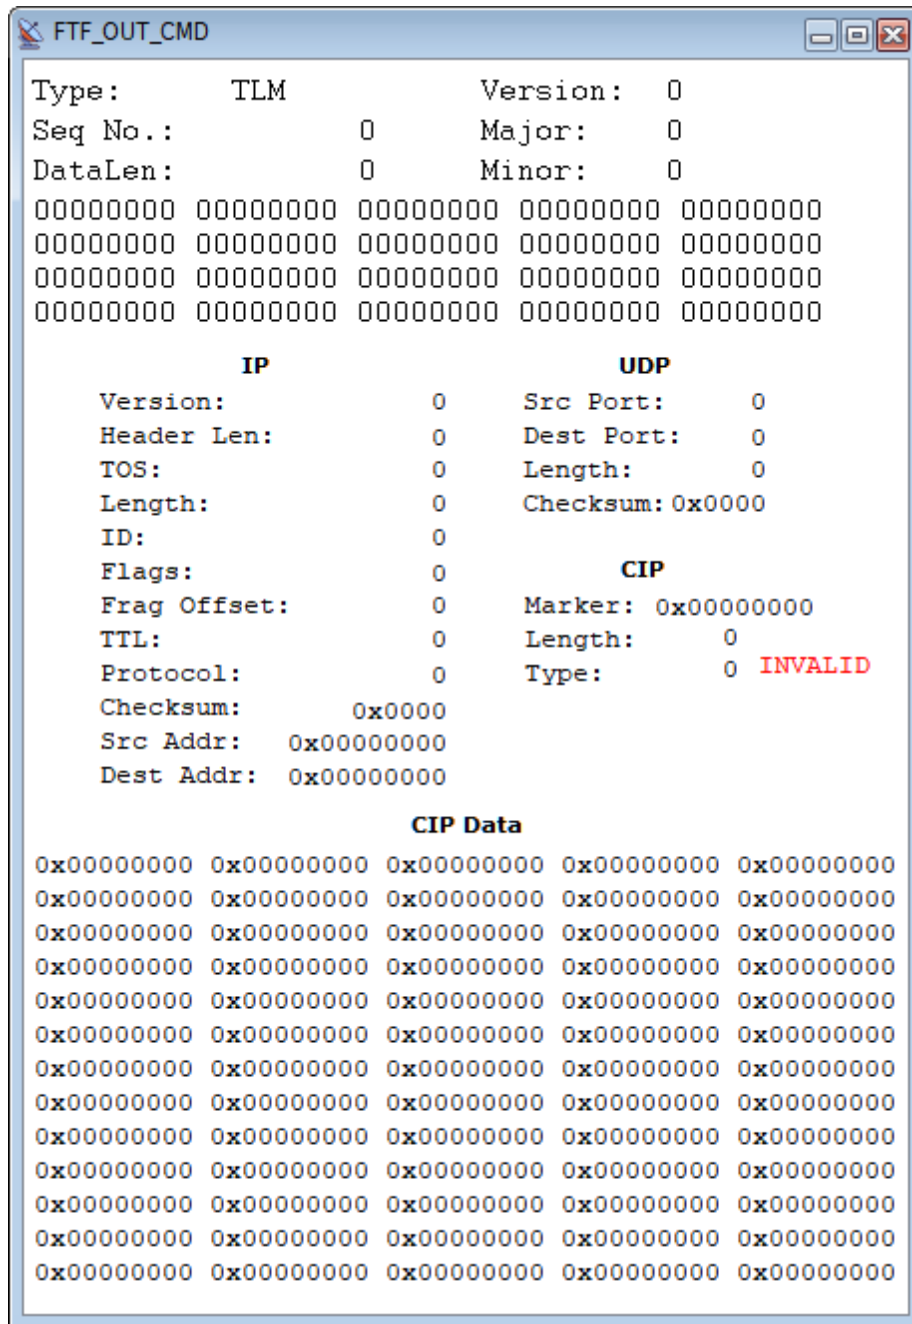 FTF_OUT_CMD
Type: TLM Version: 0
Seq No.: 0 Major: 0
DataLen: 0 Minor: 0
00000000 00000000 00000000 00000000 00000000
00000000 00000000 00000000 00000000 00000000
00000000 00000000 00000000 00000000 00000000
00000000 00000000 00000000 00000000 00000000
IP UDP
Version: 0 Src Port: 0
Header Len: 0 Dest Port: 0
TOS: 0 Length: 0
Length: 0 Checksum: 0x0000
ID: 0
Flags: 0 CIP
Frag Offset: 0 Marker: 0x00000000
TTL: 0 Length: 0
Protocol: 0 Type: 0 INVALID
Checksum: 0x0000
Src Addr: 0x00000000
Dest Addr: 0x00000000
CIP Data
0x00000000 0x00000000 0x00000000 0x00000000 0x00000000
0x00000000 0x00000000 0x00000000 0x00000000 0x00000000
0x00000000 0x00000000 0x00000000 0x00000000 0x00000000
0x00000000 0x00000000 0x00000000 0x00000000 0x00000000
0x00000000 0x00000000 0x00000000 0x00000000 0x00000000
0x00000000 0x00000000 0x00000000 0x00000000 0x00000000
0x00000000 0x00000000 0x00000000 0x00000000 0x00000000
0x00000000 0x00000000 0x00000000 0x00000000 0x00000000
0x00000000 0x00000000 0x00000000 0x00000000 0x00000000
0x00000000 0x00000000 0x00000000 0x00000000 0x00000000
0x00000000 0x00000000 0x00000000 0x00000000 0x00000000
0x00000000 0x00000000 0x00000000 0x00000000 0x00000000
0x00000000 0x00000000 0x00000000 0x00000000 0x00000000